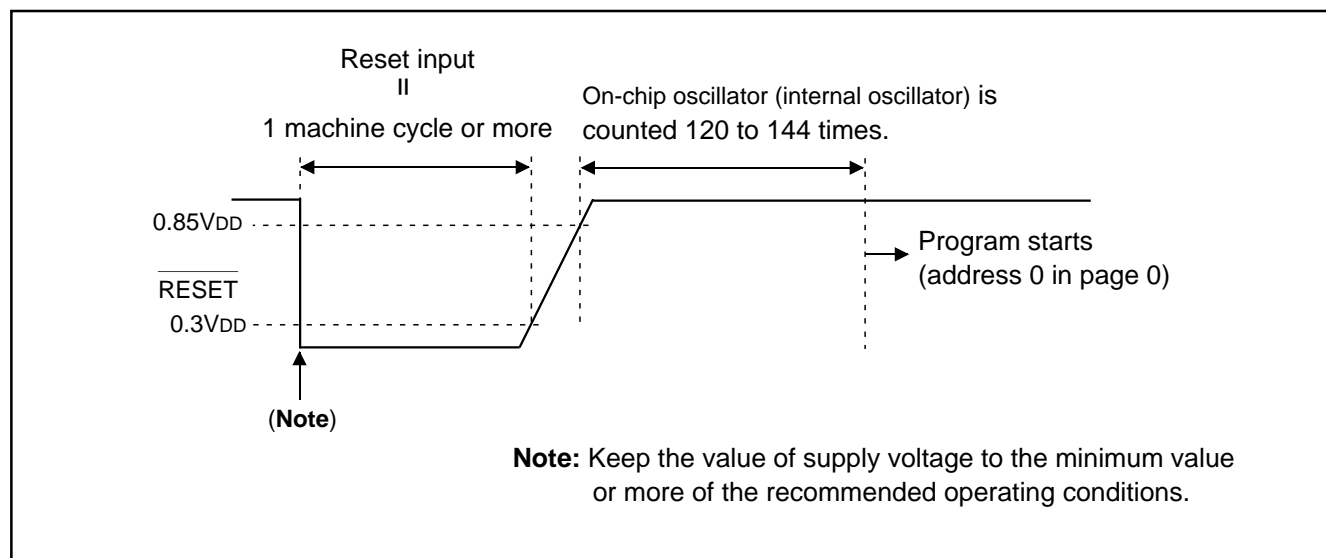 Reset input
=
1 machine cycle or more
On-chip oscillator (internal oscillator) is
counted 120 to 144 times.
0.85VDD
RESET
0.3VDD
Program starts
(address 0 in page 0)
(Note)
Note: Keep the value of supply voltage to the minimum value
or more of the recommended operating conditions.